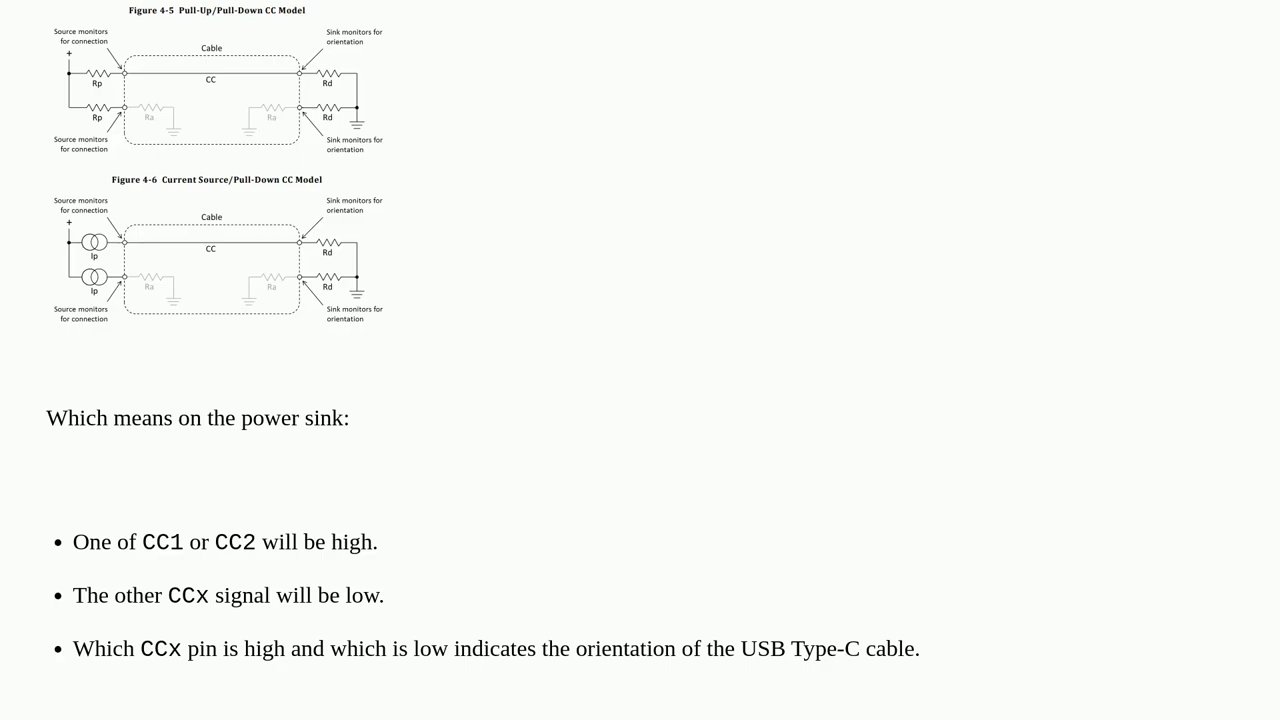 Figure 4-5 Pull-Up/Pull-Down CC Model
Source monitors
for connection
Sink monitors for
orientation
Cable
+
CC
Rp
Rd
Rp
Ra
Ra
Rd
Source monitors
for connection
Sink monitors for
orientation
Figure 4-6 Current Source/Pull-Down CC Model
Source monitors
for connection
Sink monitors for
orientation
Cable
+
CC
Ip
Rd
Ip
Ra
Ra
Rd
Source monitors
for connection
Sink monitors for
orientation
Which means on the power sink:
• One of CC1 or CC2 will be high.
• The other CCx signal will be low.
• Which CCx pin is high and which is low indicates the orientation of the USB Type-C cable.